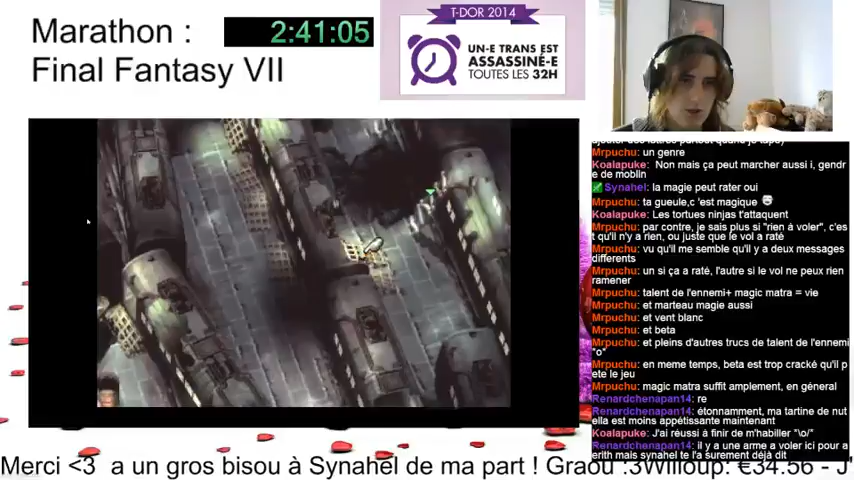 Marathon :
2:41:05
Final Fantasy VII
T-DOR 2014
UN-E TRANS EST
ASSASSINÉ-E
TOUTES LES 32H
Mrpuchu: un genre
Koalapuke: Non mais ça peut marcher aussi i, gendr
e de moblin
Synahel: la magie peut rater oui
Mrpuchu: ta gueule,c 'est magique
Koalapuke: Les tortues ninjas t'attaquent
Mrpuchu: par contre, je sais plus si "rien à voler", c'es
t qu'il n'y a rien, ou juste que le vol a raté
Mrpuchu: vu qu'il me semble qu'il y a deux messages
differents
Mrpuchu: un si ça a raté, l'autre si le vol ne peux rien
ramener
Mrpuchu: talent de l'ennemi+ magic matra = vie
Mrpuchu: et marteau magie aussi
Mrpuchu: et vent blanc
Mrpuchu: et beta
Mrpuchu: et pleins d'autres trucs de talent de l'ennemi
*o*
Mrpuchu: en meme temps, beta est trop cracké qu'il p
ete le jeu
Mrpuchu: magic matra suffit amplement, en géneral
Renardchenapan14: re
Renardchenapan14: étonnamment, ma tartine de nut
ella est moins appétissante maintenant
Koalapuke: J'ai réussi à finir de m'habiller "\o/"
Renardchenapan14: il y a une arme a voler ici pour a
erith mais synahel te l'a surement déjà dit
Merci <3 a un gros bisou à Synahel de ma part ! Graou :3Willoup: €34.56 - J'